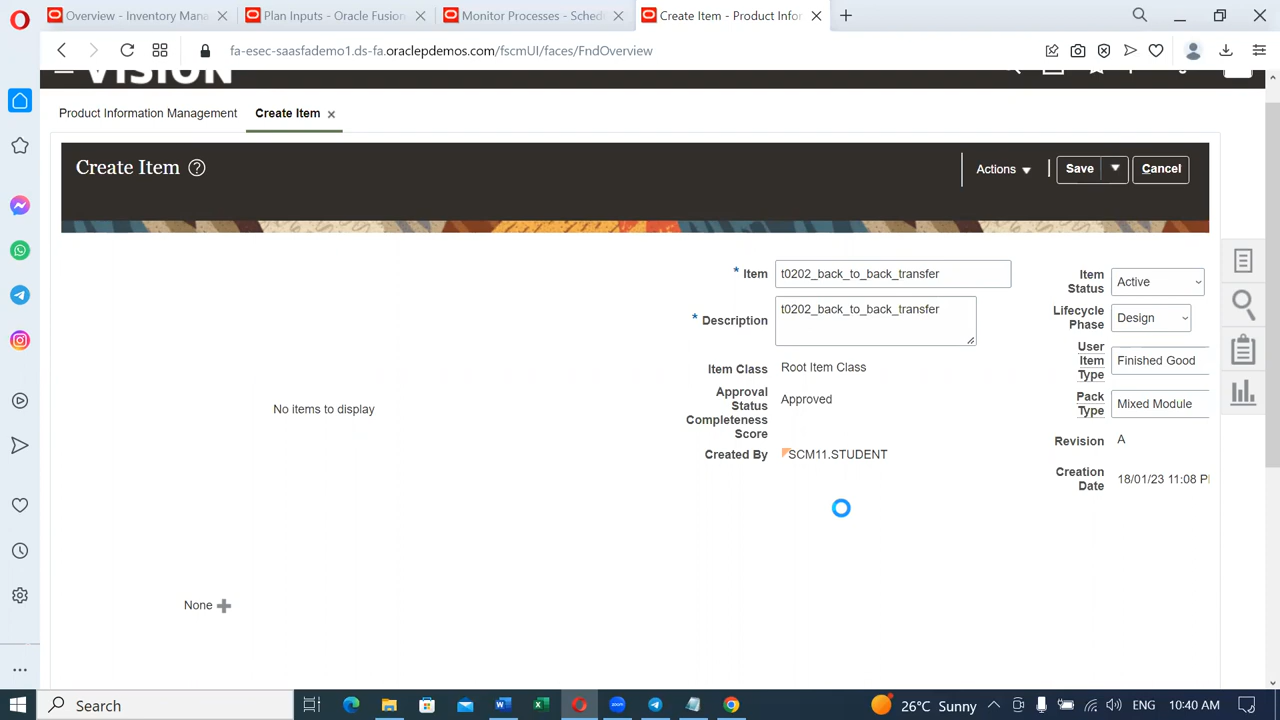 Overview - Inventory Mana
Plan Inputs - Oracle Fusion
Monitor Processes - Sched
Create Item - Product Infor
fa-esec-saasfademo1.ds-fa.oraclepdemos.com/fscmUI/faces/FndOverview
VISION
Product Information Management
Create Item
Create Item
Actions
Save
Cancel
* Item t0202_back_to_back_transfer
* Description t0202_back_to_back_transfer
Item Class Root Item Class
Approval Status Approved
Completeness Score
Created By SCM11.STUDENT
Item Status Active
Lifecycle Phase Design
User Item Type Finished Good
Pack Type Mixed Module
Revision A
Creation Date 18/01/23 11:08 P
No items to display
None
Search
26°C Sunny
ENG
10:40 AM